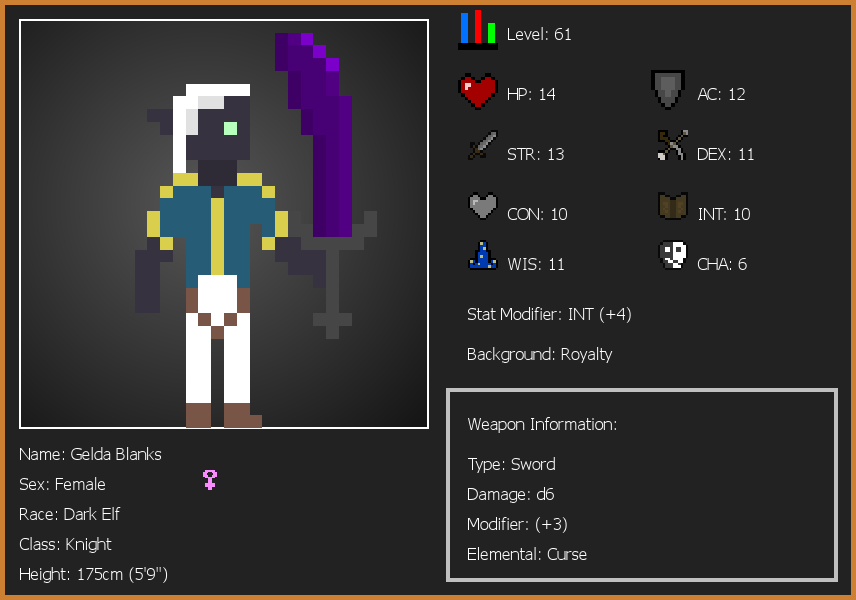 Level: 61
HP: 14
AC: 12
STR: 13
DEX: 11
CON: 10
INT: 10
WIS: 11
CHA: 6
Stat Modifier: INT (+4)
Background: Royalty
Weapon Information:
Type: Sword
Damage: d6
Modifier: (+3)
Elemental: Curse
Name: Gelda Blanks
Sex: Female
Race: Dark Elf
Class: Knight
Height: 175cm (5'9")